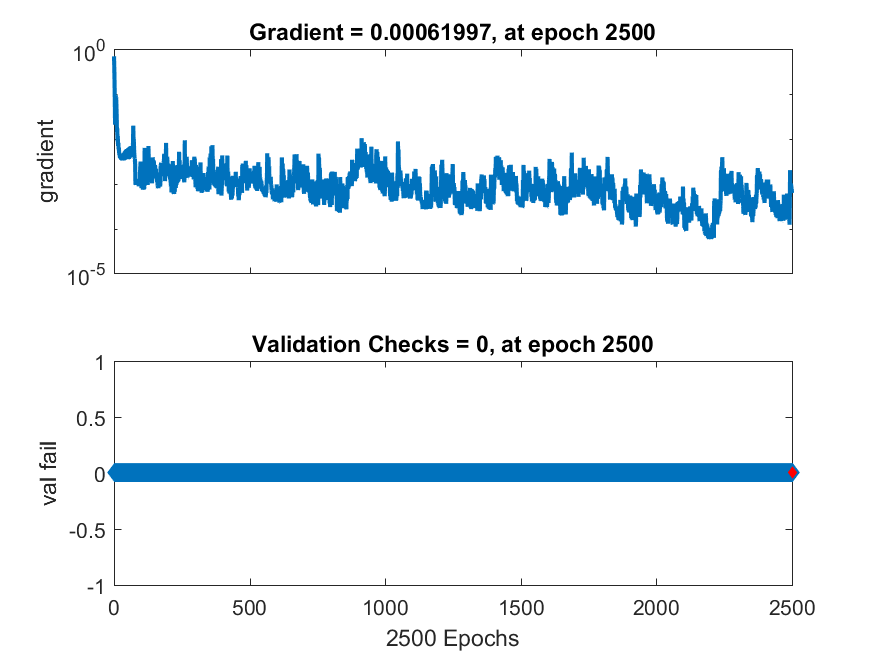 Gradient = 0.00061997, at epoch 2500
10^0
gradient
10^-5
Validation Checks = 0, at epoch 2500
1
0.5
0
-0.5
-1
val fail
0 500 1000 1500 2000 2500
2500 Epochs